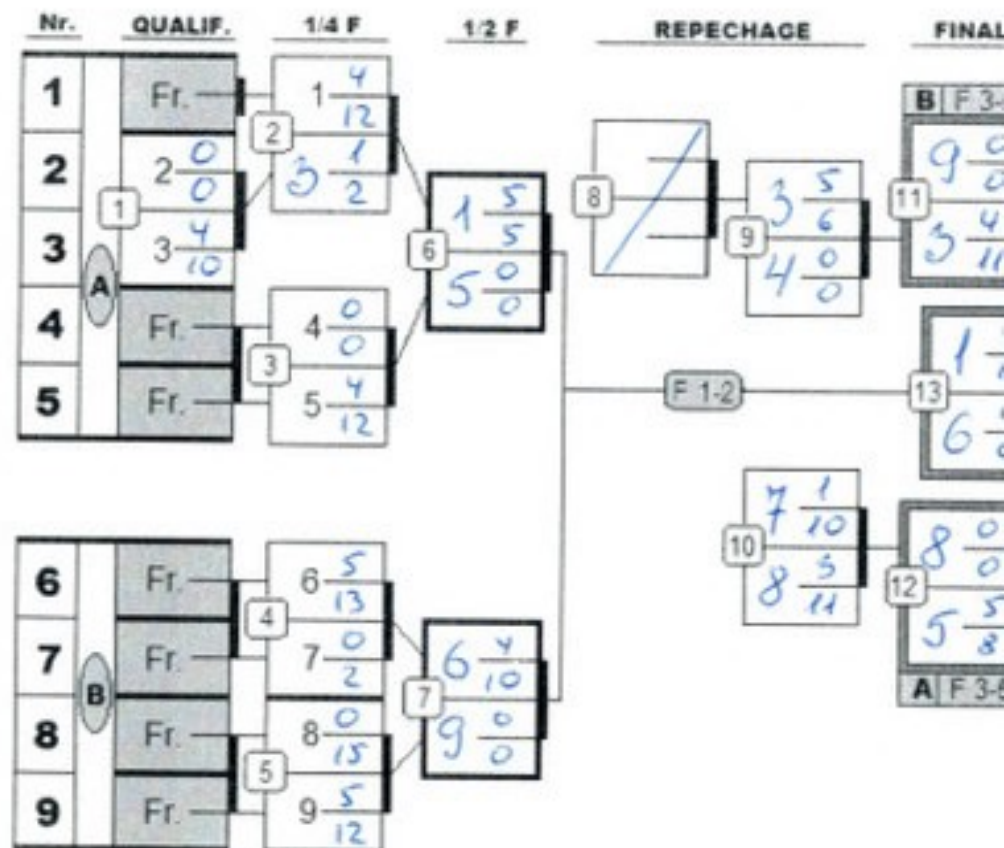 Nr. QUALIF. 1/4 F 1/2 F REPECHAGE FINAL
1 Fr. 1 4 12
2 2 0 0
2 3 1 2
1
3 3 4 10
A
4 Fr. 4 0 0
3
5 Fr. 5 4 12
6 1 5 5
5 0 0
8
9 3 5 6
4 0 0
B F 3-
11 9 0 0
3 4 11
F 1-2
13 1
6
6 Fr. 6 5 13
4
7 Fr. 7 0 2
B
8 Fr. 8 0 15
5
9 Fr. 9 5 12
7 6 4 10
9 0 0
10 7 1 10
8 3 11
12 8 0 0
5 5 8
A F 3-5